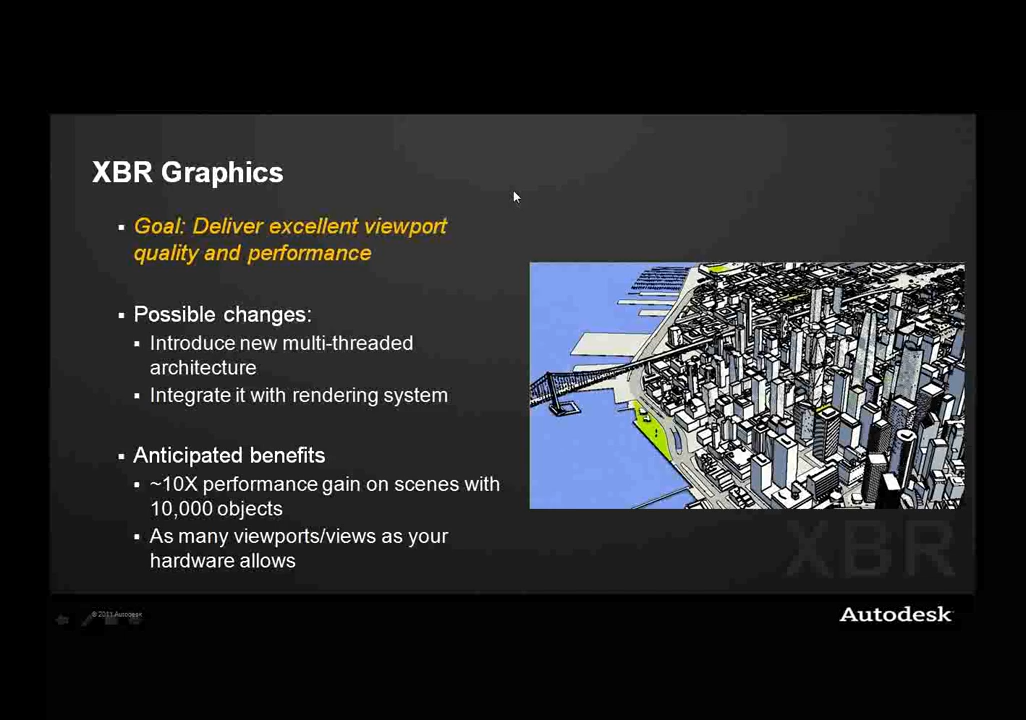 XBR Graphics
Goal: Deliver excellent viewport
quality and performance
Possible changes:
Introduce new multi-threaded
architecture
Integrate it with rendering system
Anticipated benefits
~10X performance gain on scenes with
10,000 objects
As many viewports/views as your
hardware allows
XBR
© 2011 Autodesk
Autodesk